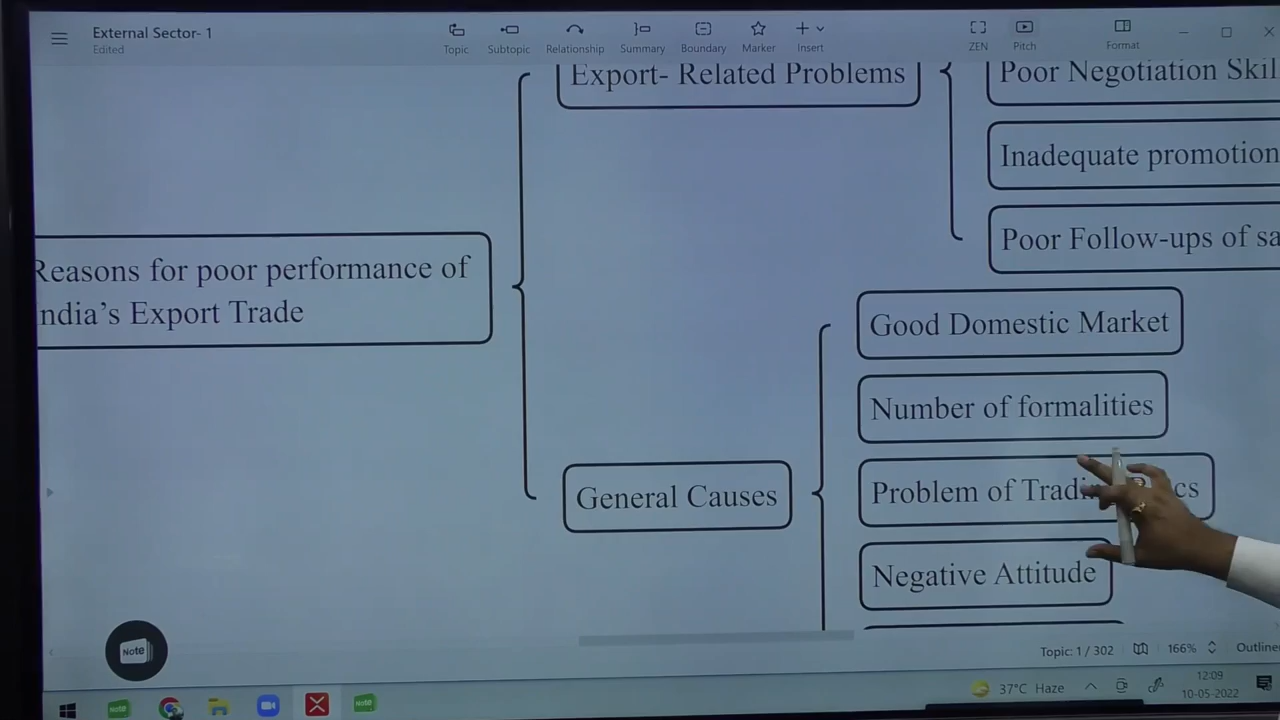 External Sector- 1
Edited
Topic
Subtopic
Relationship
Summary
Boundary
Marker
Insert
ZEN
Pitch
Format
Export- Related Problems
Poor Negotiation Skil
Inadequate promotion
Poor Follow-ups of sa
Reasons for poor performance of
ndia's Export Trade
Good Domestic Market
Number of formalities
General Causes
Problem of Tradin
cs
Negative Attitude
Note
Topic: 1 / 302
166%
Outline
37°C Haze
12:09
10-05-2022
Note
Note